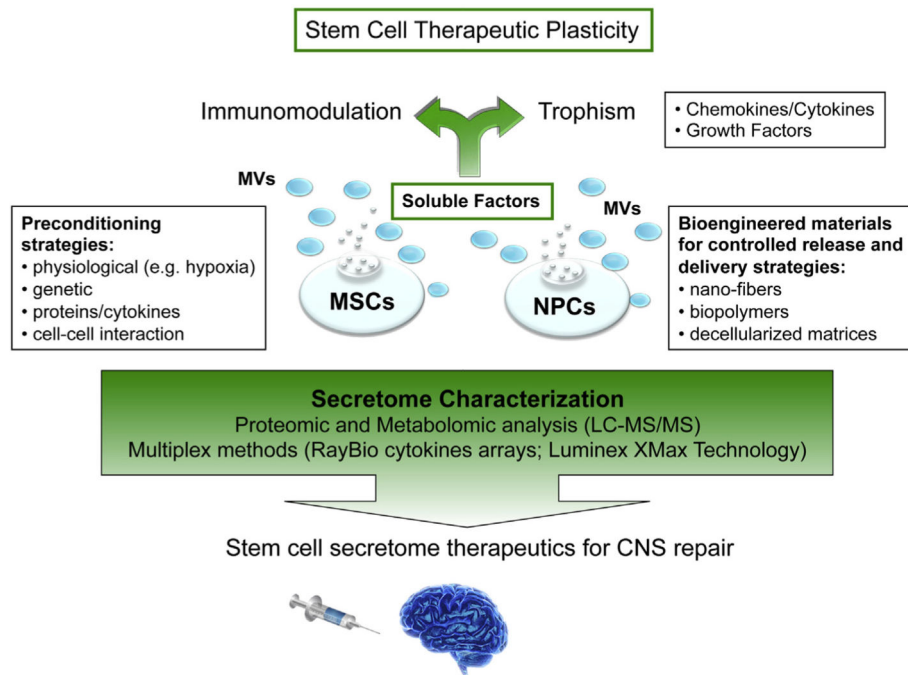 Stem Cell Therapeutic Plasticity
Immunomodulation
Trophism
• Chemokines/Cytokines
• Growth Factors
MVs
Soluble Factors
MVs
Preconditioning
strategies:
• physiological (e.g. hypoxia)
• genetic
• proteins/cytokines
• cell-cell interaction
MSCs
NPCs
Bioengineered materials
for controlled release and
delivery strategies:
• nano-fibers
• biopolymers
• decellularized matrices
Secretome Characterization
Proteomic and Metabolomic analysis (LC-MS/MS)
Multiplex methods (RayBio cytokines arrays; Luminex XMax Technology)
Stem cell secretome therapeutics for CNS repair